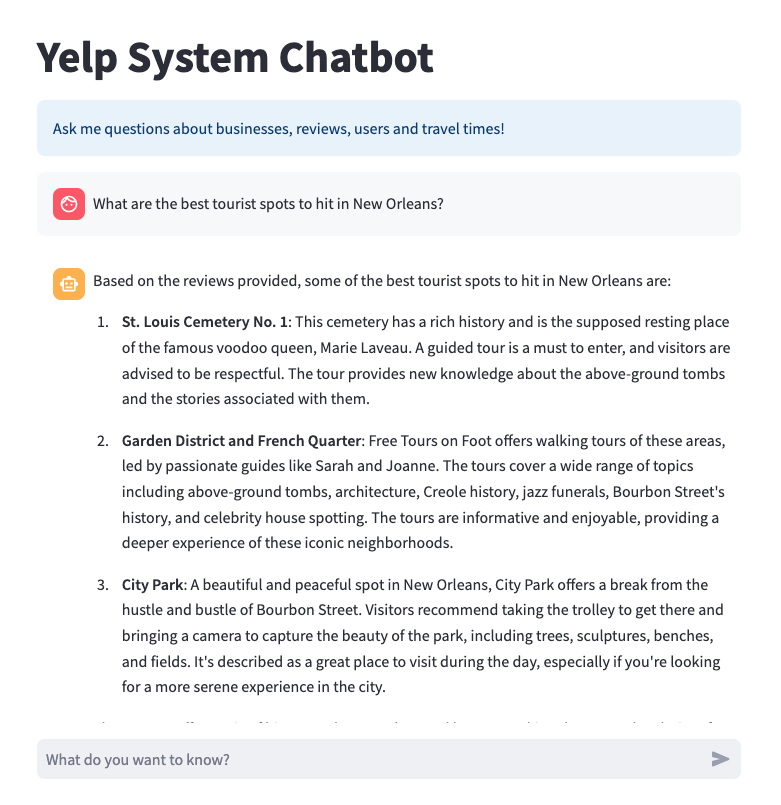 Yelp System Chatbot
Ask me questions about businesses, reviews, users and travel times!
What are the best tourist spots to hit in New Orleans?
Based on the reviews provided, some of the best tourist spots to hit in New Orleans are:
1. St. Louis Cemetery No. 1: This cemetery has a rich history and is the supposed resting place
of the famous voodoo queen, Marie Laveau. A guided tour is a must to enter, and visitors are
advised to be respectful. The tour provides new knowledge about the above-ground tombs
and the stories associated with them.
2. Garden District and French Quarter: Free Tours on Foot offers walking tours of these areas,
led by passionate guides like Sarah and Joanne. The tours cover a wide range of topics
including above-ground tombs, architecture, Creole history, jazz funerals, Bourbon Street's
history, and celebrity house spotting. The tours are informative and enjoyable, providing a
deeper experience of these iconic neighborhoods.
3. City Park: A beautiful and peaceful spot in New Orleans, City Park offers a break from the
hustle and bustle of Bourbon Street. Visitors recommend taking the trolley to get there and
bringing a camera to capture the beauty of the park, including trees, sculptures, benches,
and fields. It's described as a great place to visit during the day, especially if you're looking
for a more serene experience in the city.
What do you want to know?